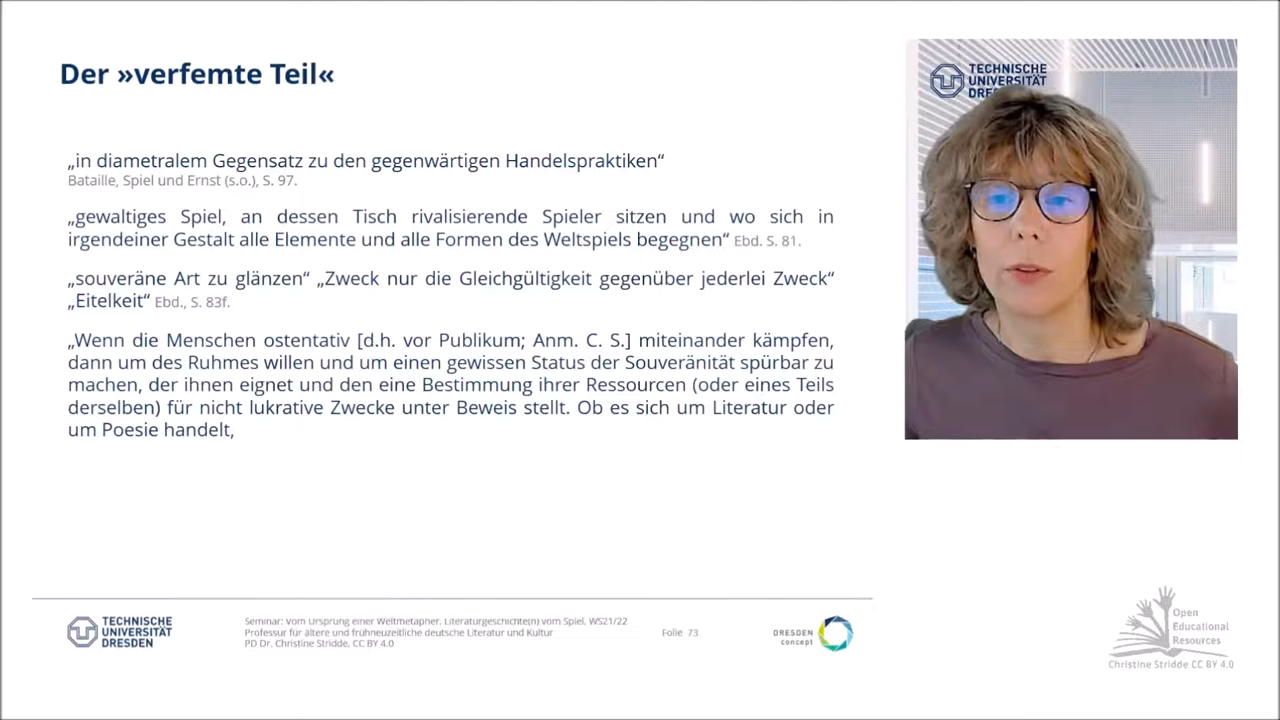 Der »verfemte Teil«
„in diametralem Gegensatz zu den gegenwärtigen Handelspraktiken“
Bataille, Spiel und Ernst (s.o.), S. 97.
„gewaltiges Spiel, an dessen Tisch rivalisierende Spieler sitzen und wo sich in
irgendeiner Gestalt alle Elemente und alle Formen des Weltspiels begegnen“ Ebd. S. 81.
„souveräne Art zu glänzen“ „Zweck nur die Gleichgültigkeit gegenüber jederlei Zweck“
„Eitelkeit“ Ebd., S. 83f.
„Wenn die Menschen ostentativ [d.h. vor Publikum; Anm. C. S.] miteinander kämpfen,
dann um des Ruhmes willen und um einen gewissen Status der Souveränität spürbar zu
machen, der ihnen eignet und den eine Bestimmung ihrer Ressourcen (oder eines Teils
derselben) für nicht lukrative Zwecke unter Beweis stellt. Ob es sich um Literatur oder
um Poesie handelt,
TECHNISCHE
UNIVERSITÄT
DRESDEN
Seminar: Vom Ursprung einer Weltmetapher. Literaturgeschichte(n) vom Spiel, WS21/22
Professur für ältere und frühneuzeitliche deutsche Literatur und Kultur
PD Dr. Christine Stridde, CC BY 4.0
Folie 73
DRESDEN
concept
TECHNISCHE
UNIVERSITÄT
DRE
Open
Educational
Resources
Christine Stridde CC BY 4.0